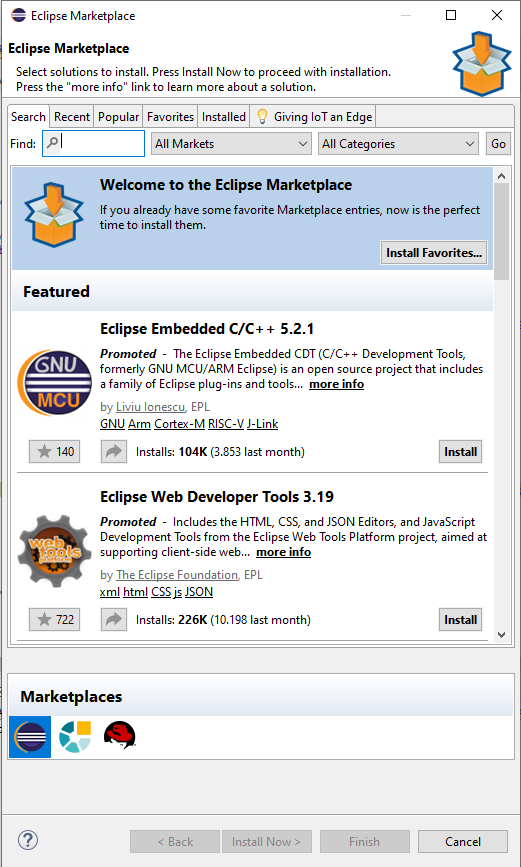 Eclipse Marketplace
Eclipse Marketplace
Select solutions to install. Press Install Now to proceed with installation.
Press the "more info" link to learn more about a solution.
Search Recent Popular Favorites Installed Giving IoT an Edge
Find: All Markets All Categories Go
Welcome to the Eclipse Marketplace
If you already have some favorite Marketplace entries, now is the perfect
time to install them.
Install Favorites...
Featured
Eclipse Embedded C/C++ 5.2.1
Promoted - The Eclipse Embedded CDT (C/C++ Development Tools,
formerly GNU MCU/ARM Eclipse) is an open source project that includes
a family of Eclipse plug-ins and tools... more info
GNU
MCU
by Liviu Ionescu, EPL
GNU Arm Cortex-M RISC-V J-Link
140 Installs: 104K (3.853 last month) Install
Eclipse Web Developer Tools 3.19
Promoted - Includes the HTML, CSS, and JSON Editors, and JavaScript
Development Tools from the Eclipse Web Tools Platform project, aimed at
supporting client-side web... more info
web
tools
by The Eclipse Foundation, EPL
xml html CSS js JSON
722 Installs: 226K (10.198 last month) Install
Marketplaces
? < Back Install Now > Finish Cancel